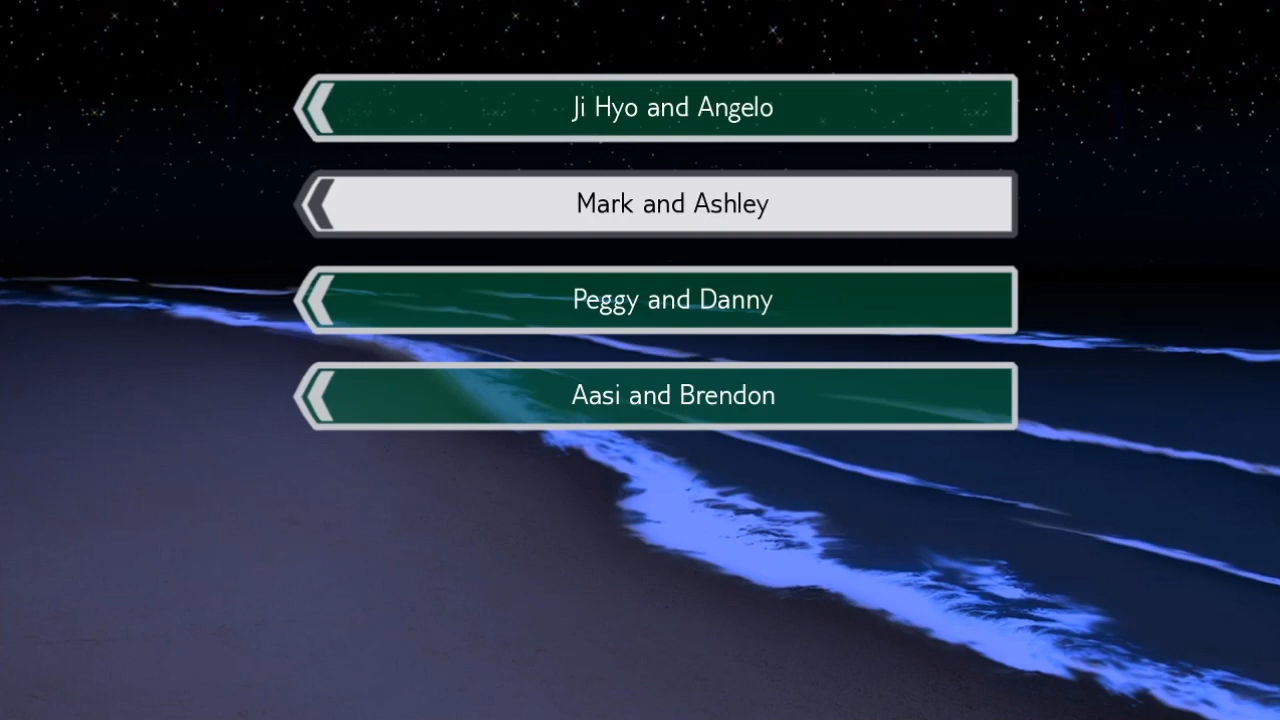 Ji Hyo and Angelo
Mark and Ashley
Peggy and Danny
Aasi and Brendon